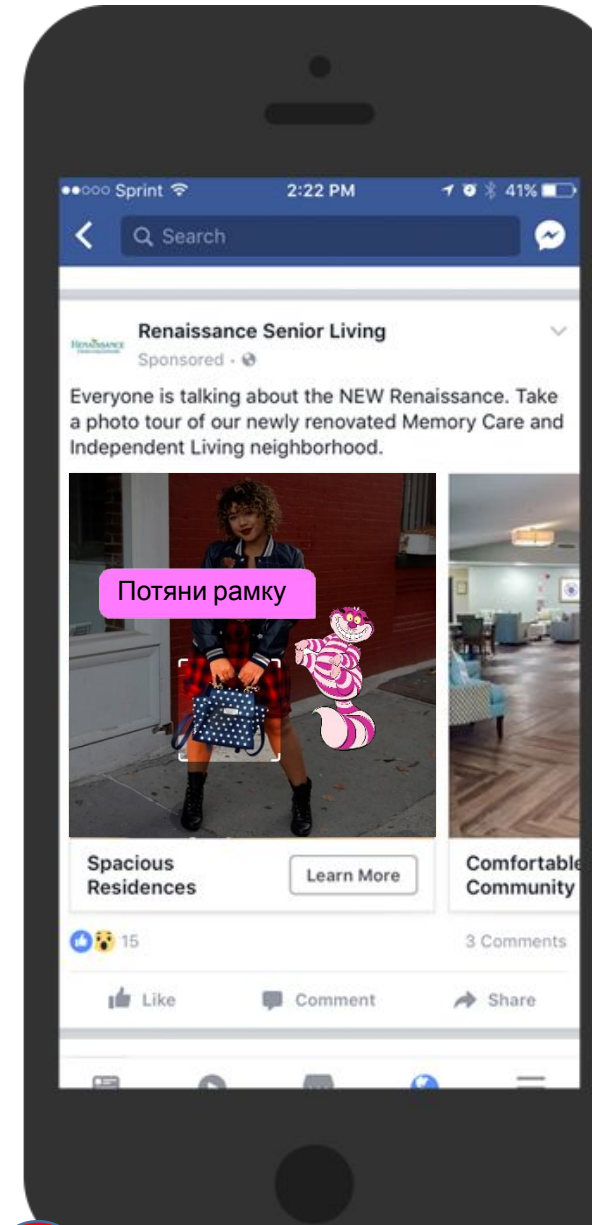 Sprint 2:22 PM 41%
Search
RENAISSANCE
Renaissance Senior Living
Sponsored ·
Everyone is talking about the NEW Renaissance. Take
a photo tour of our newly renovated Memory Care and
Independent Living neighborhood.
Потяни рамку
Spacious
Residences
Learn More
Comfortable
Community
15
3 Comments
Like Comment Share